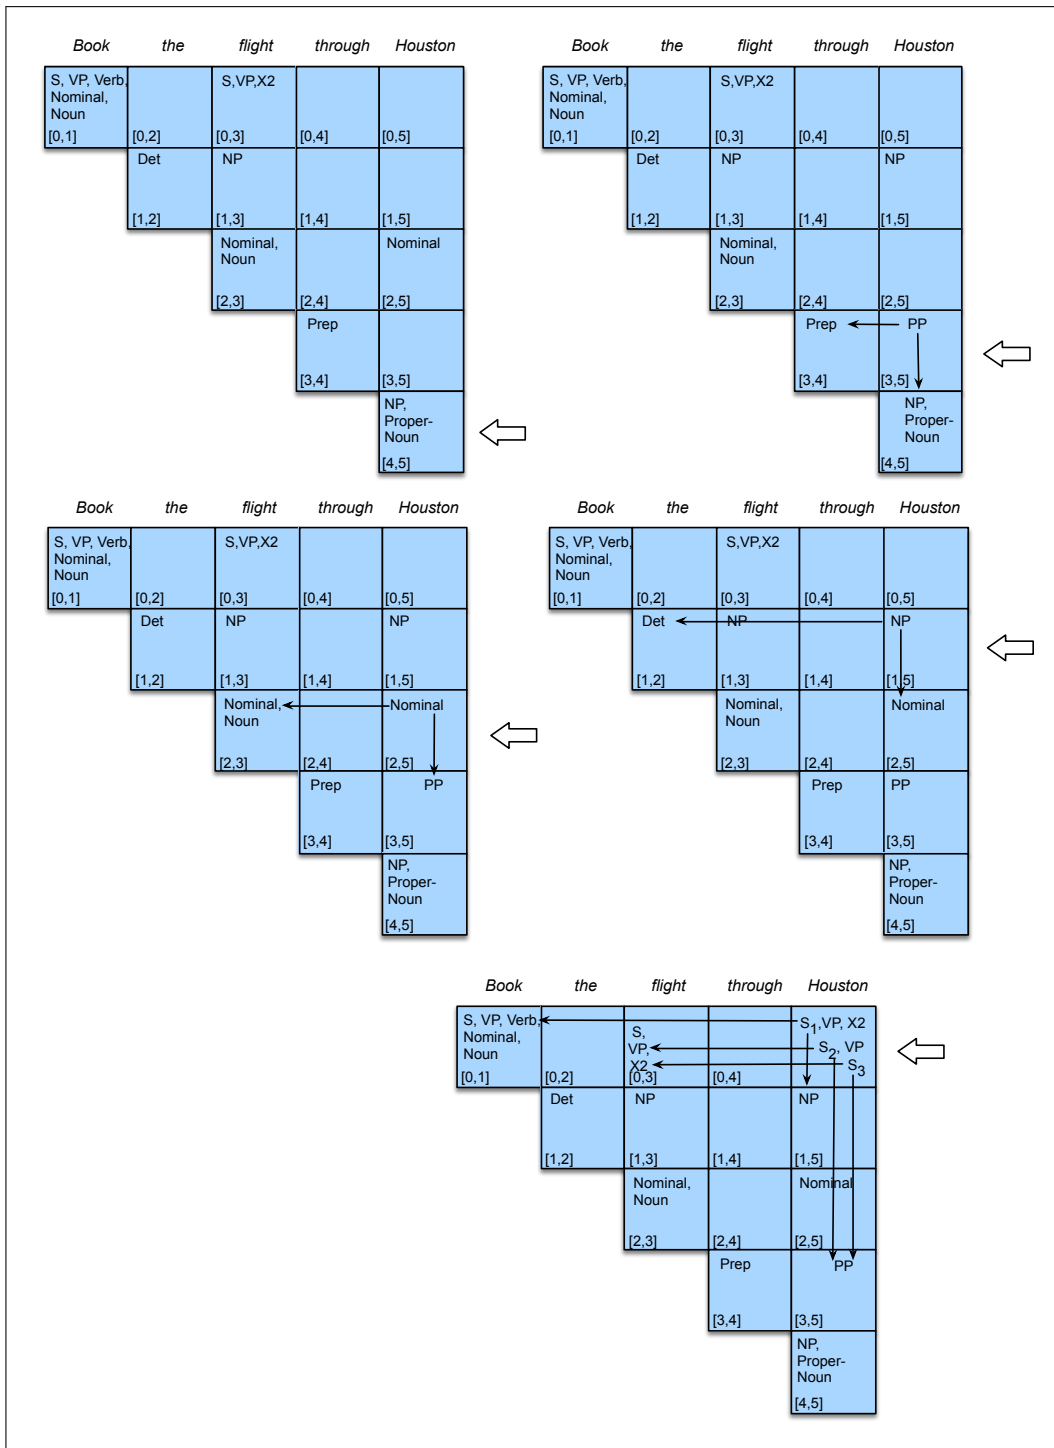 Book the flight through Houston
S, VP, Verb, Nominal, Noun
S,VP,X2
[0,1] [0,2] [0,3] [0,4] [0,5]
Det NP
[1,2] [1,3] [1,4] [1,5]
Nominal, Noun
Nominal
[2,3] [2,4] [2,5]
Prep
[3,4] [3,5]
NP, Proper-Noun
[4,5]
Book the flight through Houston
S, VP, Verb, Nominal, Noun
S,VP,X2
[0,1] [0,2] [0,3] [0,4] [0,5]
Det NP NP
[1,2] [1,3] [1,4] [1,5]
Nominal, Noun
[2,3] [2,4] [2,5]
Prep PP
[3,4] [3,5]
NP, Proper-Noun
[4,5]
Book the flight through Houston
S, VP, Verb, Nominal, Noun
S,VP,X2
[0,1] [0,2] [0,3] [0,4] [0,5]
Det NP NP
[1,2] [1,3] [1,4] [1,5]
Nominal, Noun
Nominal
[2,3] [2,4] [2,5]
Prep PP
[3,4] [3,5]
NP, Proper-Noun
[4,5]
Book the flight through Houston
S, VP, Verb, Nominal, Noun
S,VP,X2
[0,1] [0,2] [0,3] [0,4] [0,5]
Det NP NP
[1,2] [1,3] [1,4] [1,5]
Nominal, Noun
Nominal
[2,3] [2,4] [2,5]
Prep PP
[3,4] [3,5]
NP, Proper-Noun
[4,5]
Book the flight through Houston
S, VP, Verb, Nominal, Noun
S, VP, X2
S1,VP, X2
S2, VP
S3
[0,1] [0,2] [0,3] [0,4]
Det NP NP
[1,2] [1,3] [1,4] [1,5]
Nominal, Noun
Nominal
[2,3] [2,4] [2,5]
Prep PP
[3,4] [3,5]
NP, Proper-Noun
[4,5]